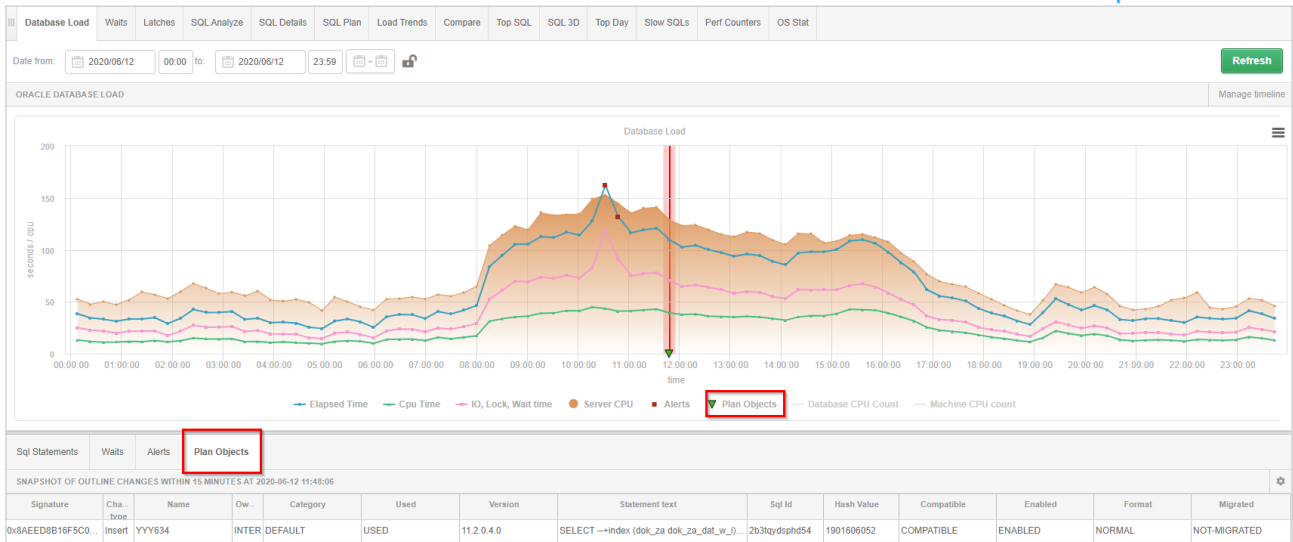 Database Load Waits Latches SQL Analyze SQL Details SQL Plan Load Trends Compare Top SQL SQL 3D Top Day Slow SQLs Perf Counters OS Stat
Date from: 2020/06/12 00:00 to: 2020/06/12 23:59 Refresh
ORACLE DATABASE LOAD Manage timeline
Database Load
200
150
100
50
0
seconds / cpu
00:00:00 01:00:00 02:00:00 03:00:00 04:00:00 05:00:00 06:00:00 07:00:00 08:00:00 09:00:00 10:00:00 11:00:00 12:00:00 13:00:00 14:00:00 15:00:00 16:00:00 17:00:00 18:00:00 19:00:00 20:00:00 21:00:00 22:00:00 23:00:00
time
Elapsed Time Cpu Time IO, Lock, Wait time Server CPU Alerts Plan Objects Database CPU Count Machine CPU count
Sql Statements Waits Alerts Plan Objects
SNAPSHOT OF OUTLINE CHANGES WITHIN 15 MINUTES AT 2020-06-12 11:48:06
Signature Cha... type Name Ow... Category Used Version Statement text Sql Id Hash Value Compatible Enabled Format Migrated
0x8AEED8B16F5C0... Insert YYY634 INTER DEFAULT USED 11.2.0.4.0 SELECT --+index (dok_za dok_za_dat_w_i)... 2b3tqydsphd54 1901606052 COMPATIBLE ENABLED NORMAL NOT-MIGRATED